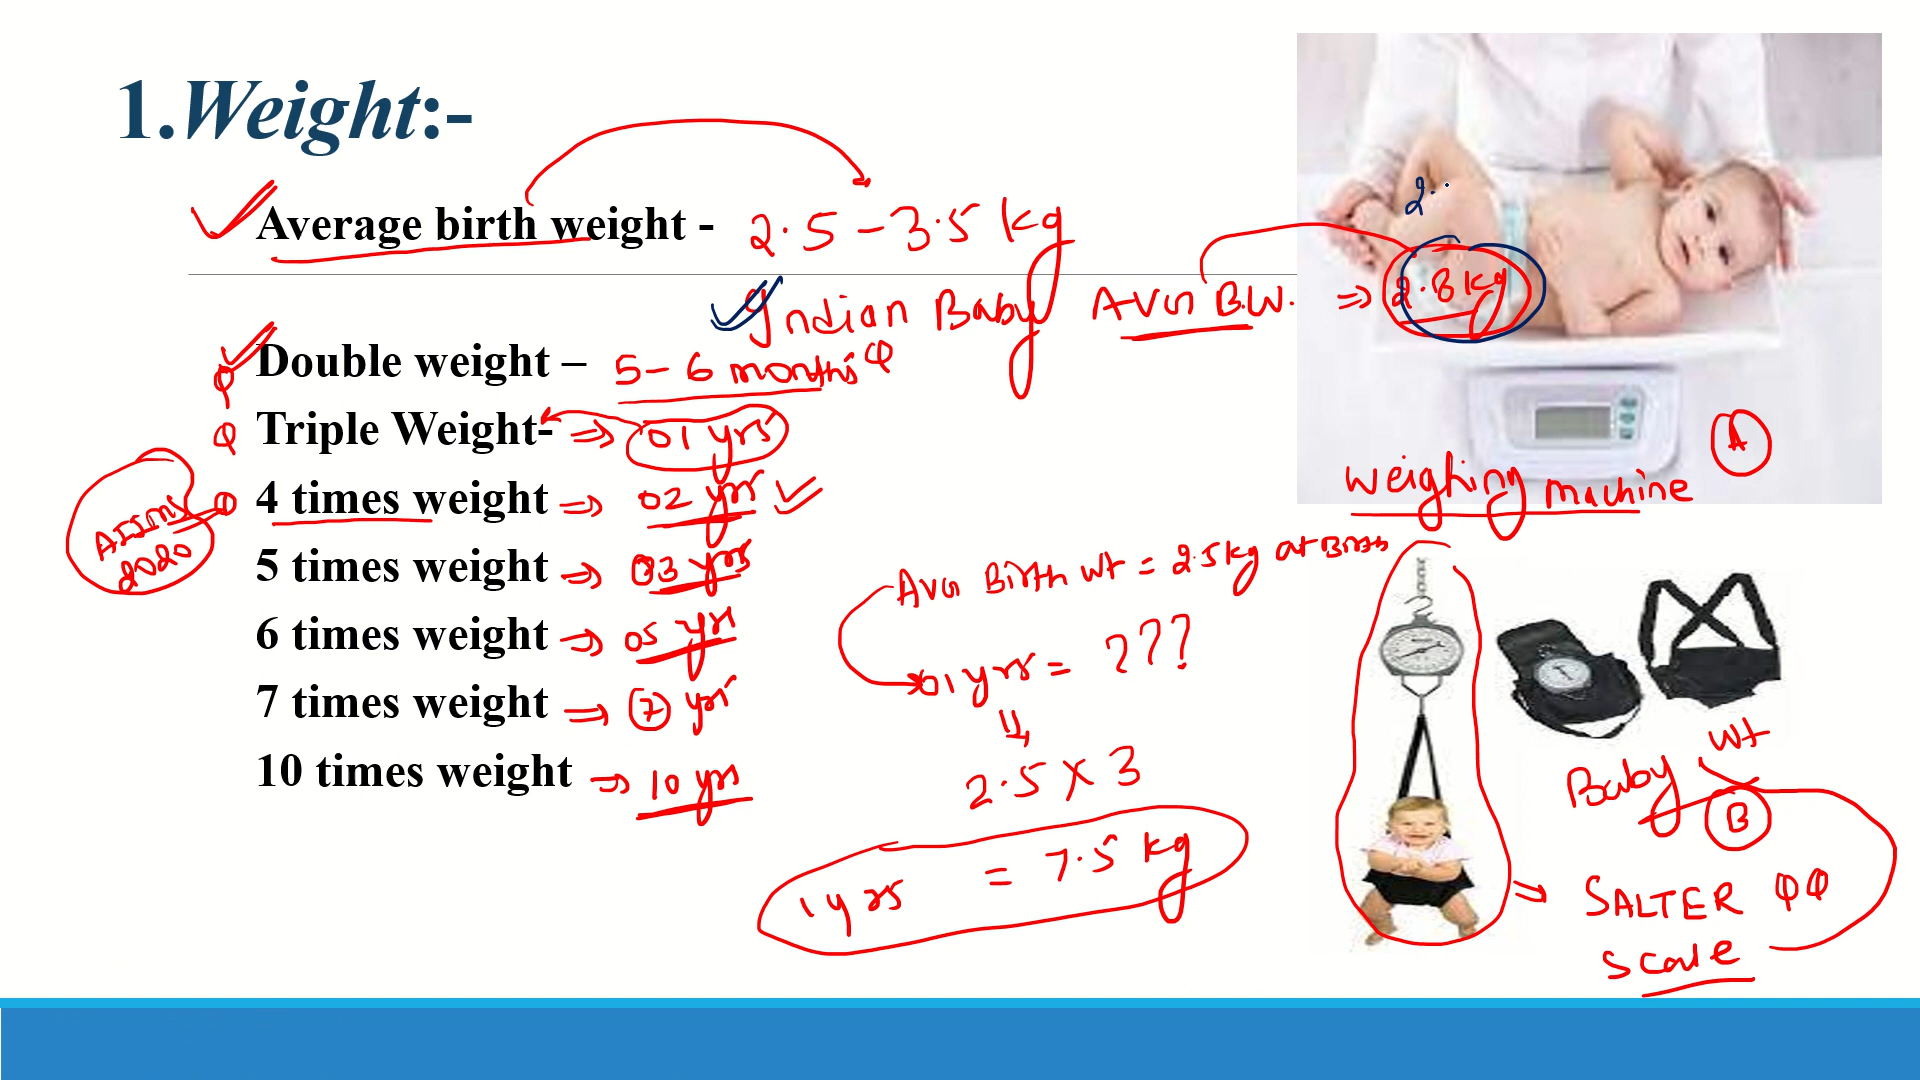 1.Weight:-
Average birth weight - 2.5 - 3.5 kg
Indian Baby Avg B.W. ⇒ 2.8 kg
2.
Double weight – 5 - 6 months
Triple Weight- ⇒ 01 yrs
4 times weight ⇒ 02 yrs
AIIMS
2020
5 times weight ⇒ 03 yrs
6 times weight ⇒ 05 yrs
7 times weight ⇒ 7 yrs
10 times weight ⇒ 10 yrs
Avg Birth wt = 2.5 kg at Birth
01 yrs = ???
2.5 X 3
1 yrs = 7.5 kg
A
Weighing machine
Baby wt
B
⇒ SALTER
Scale